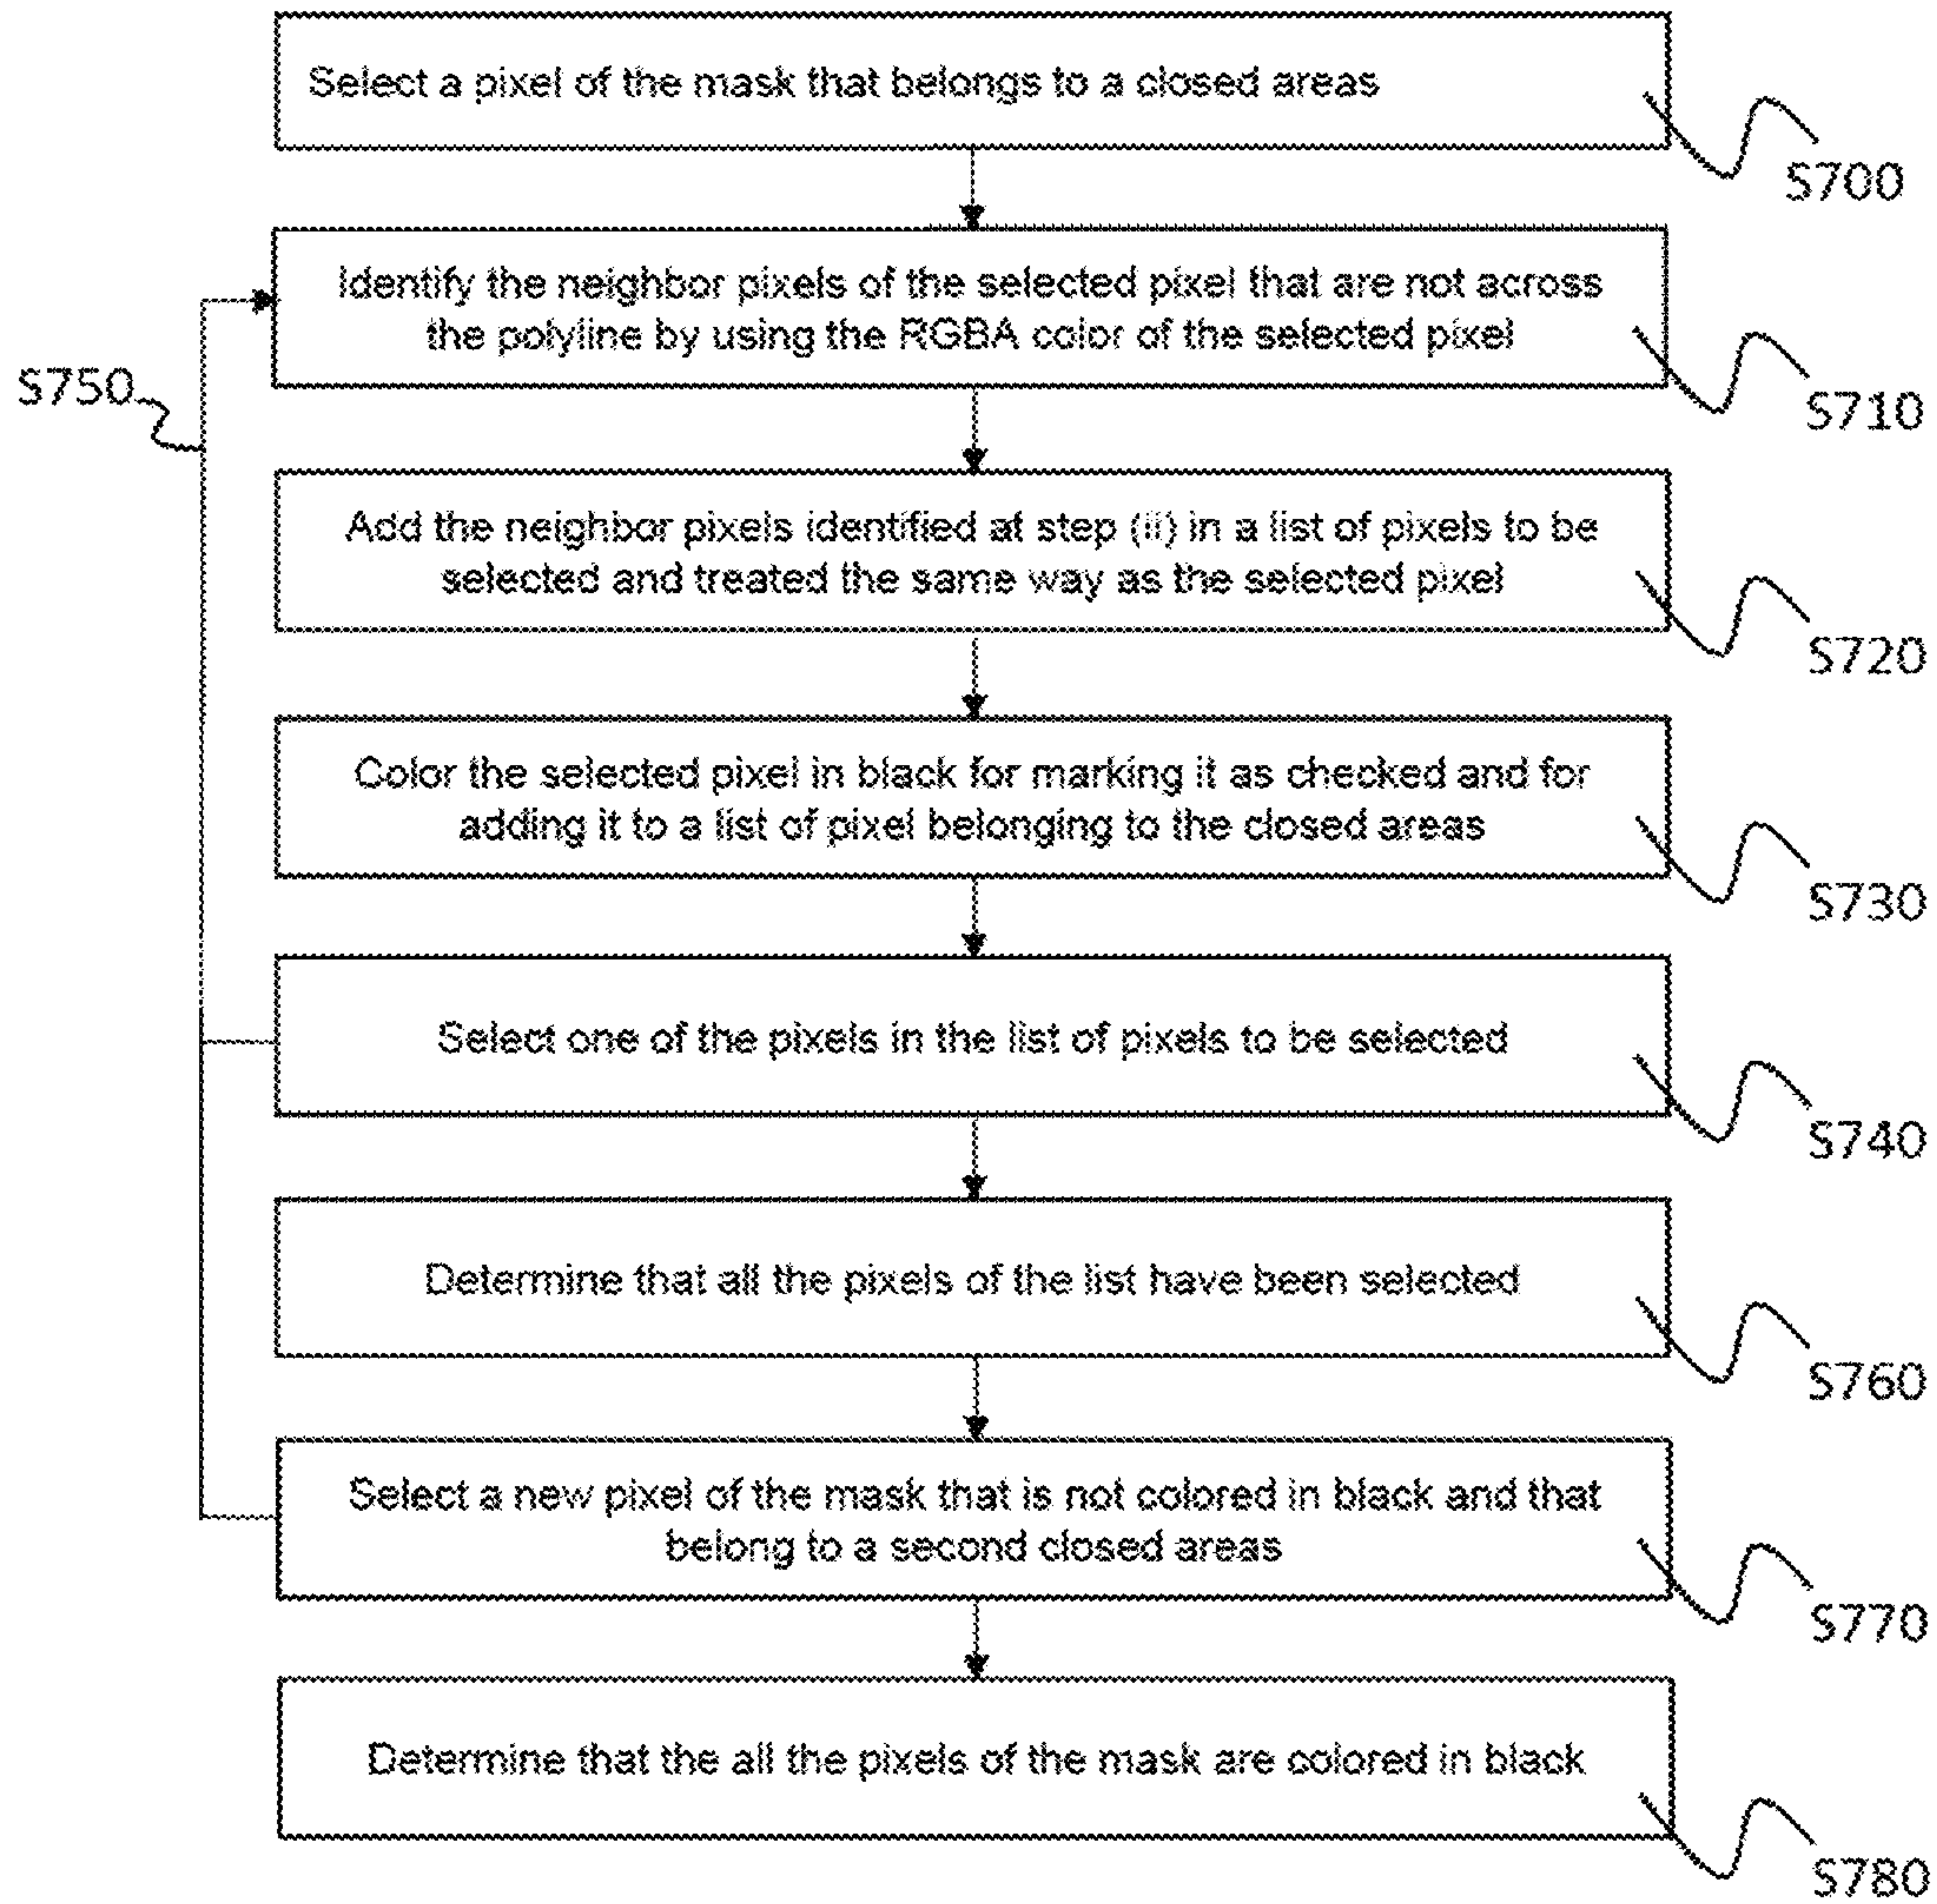 Select a pixel of the mask that belongs to a closed areas
S700
Identify the neighbor pixels of the selected pixel that are not across
the polyline by using the RGBA color of the selected pixel
S750
S710
Add the neighbor pixels identified at step (ii) in a list of pixels to be
selected and treated the same way as the selected pixel
S720
Color the selected pixel in black for marking it as checked and for
adding it to a list of pixel belonging to the closed areas
S730
Select one of the pixels in the list of pixels to be selected
S740
Determine that all the pixels of the list have been selected
S760
Select a new pixel of the mask that is not colored in black and that
belong to a second closed areas
S770
Determine that the all the pixels of the mask are colored in black
S780